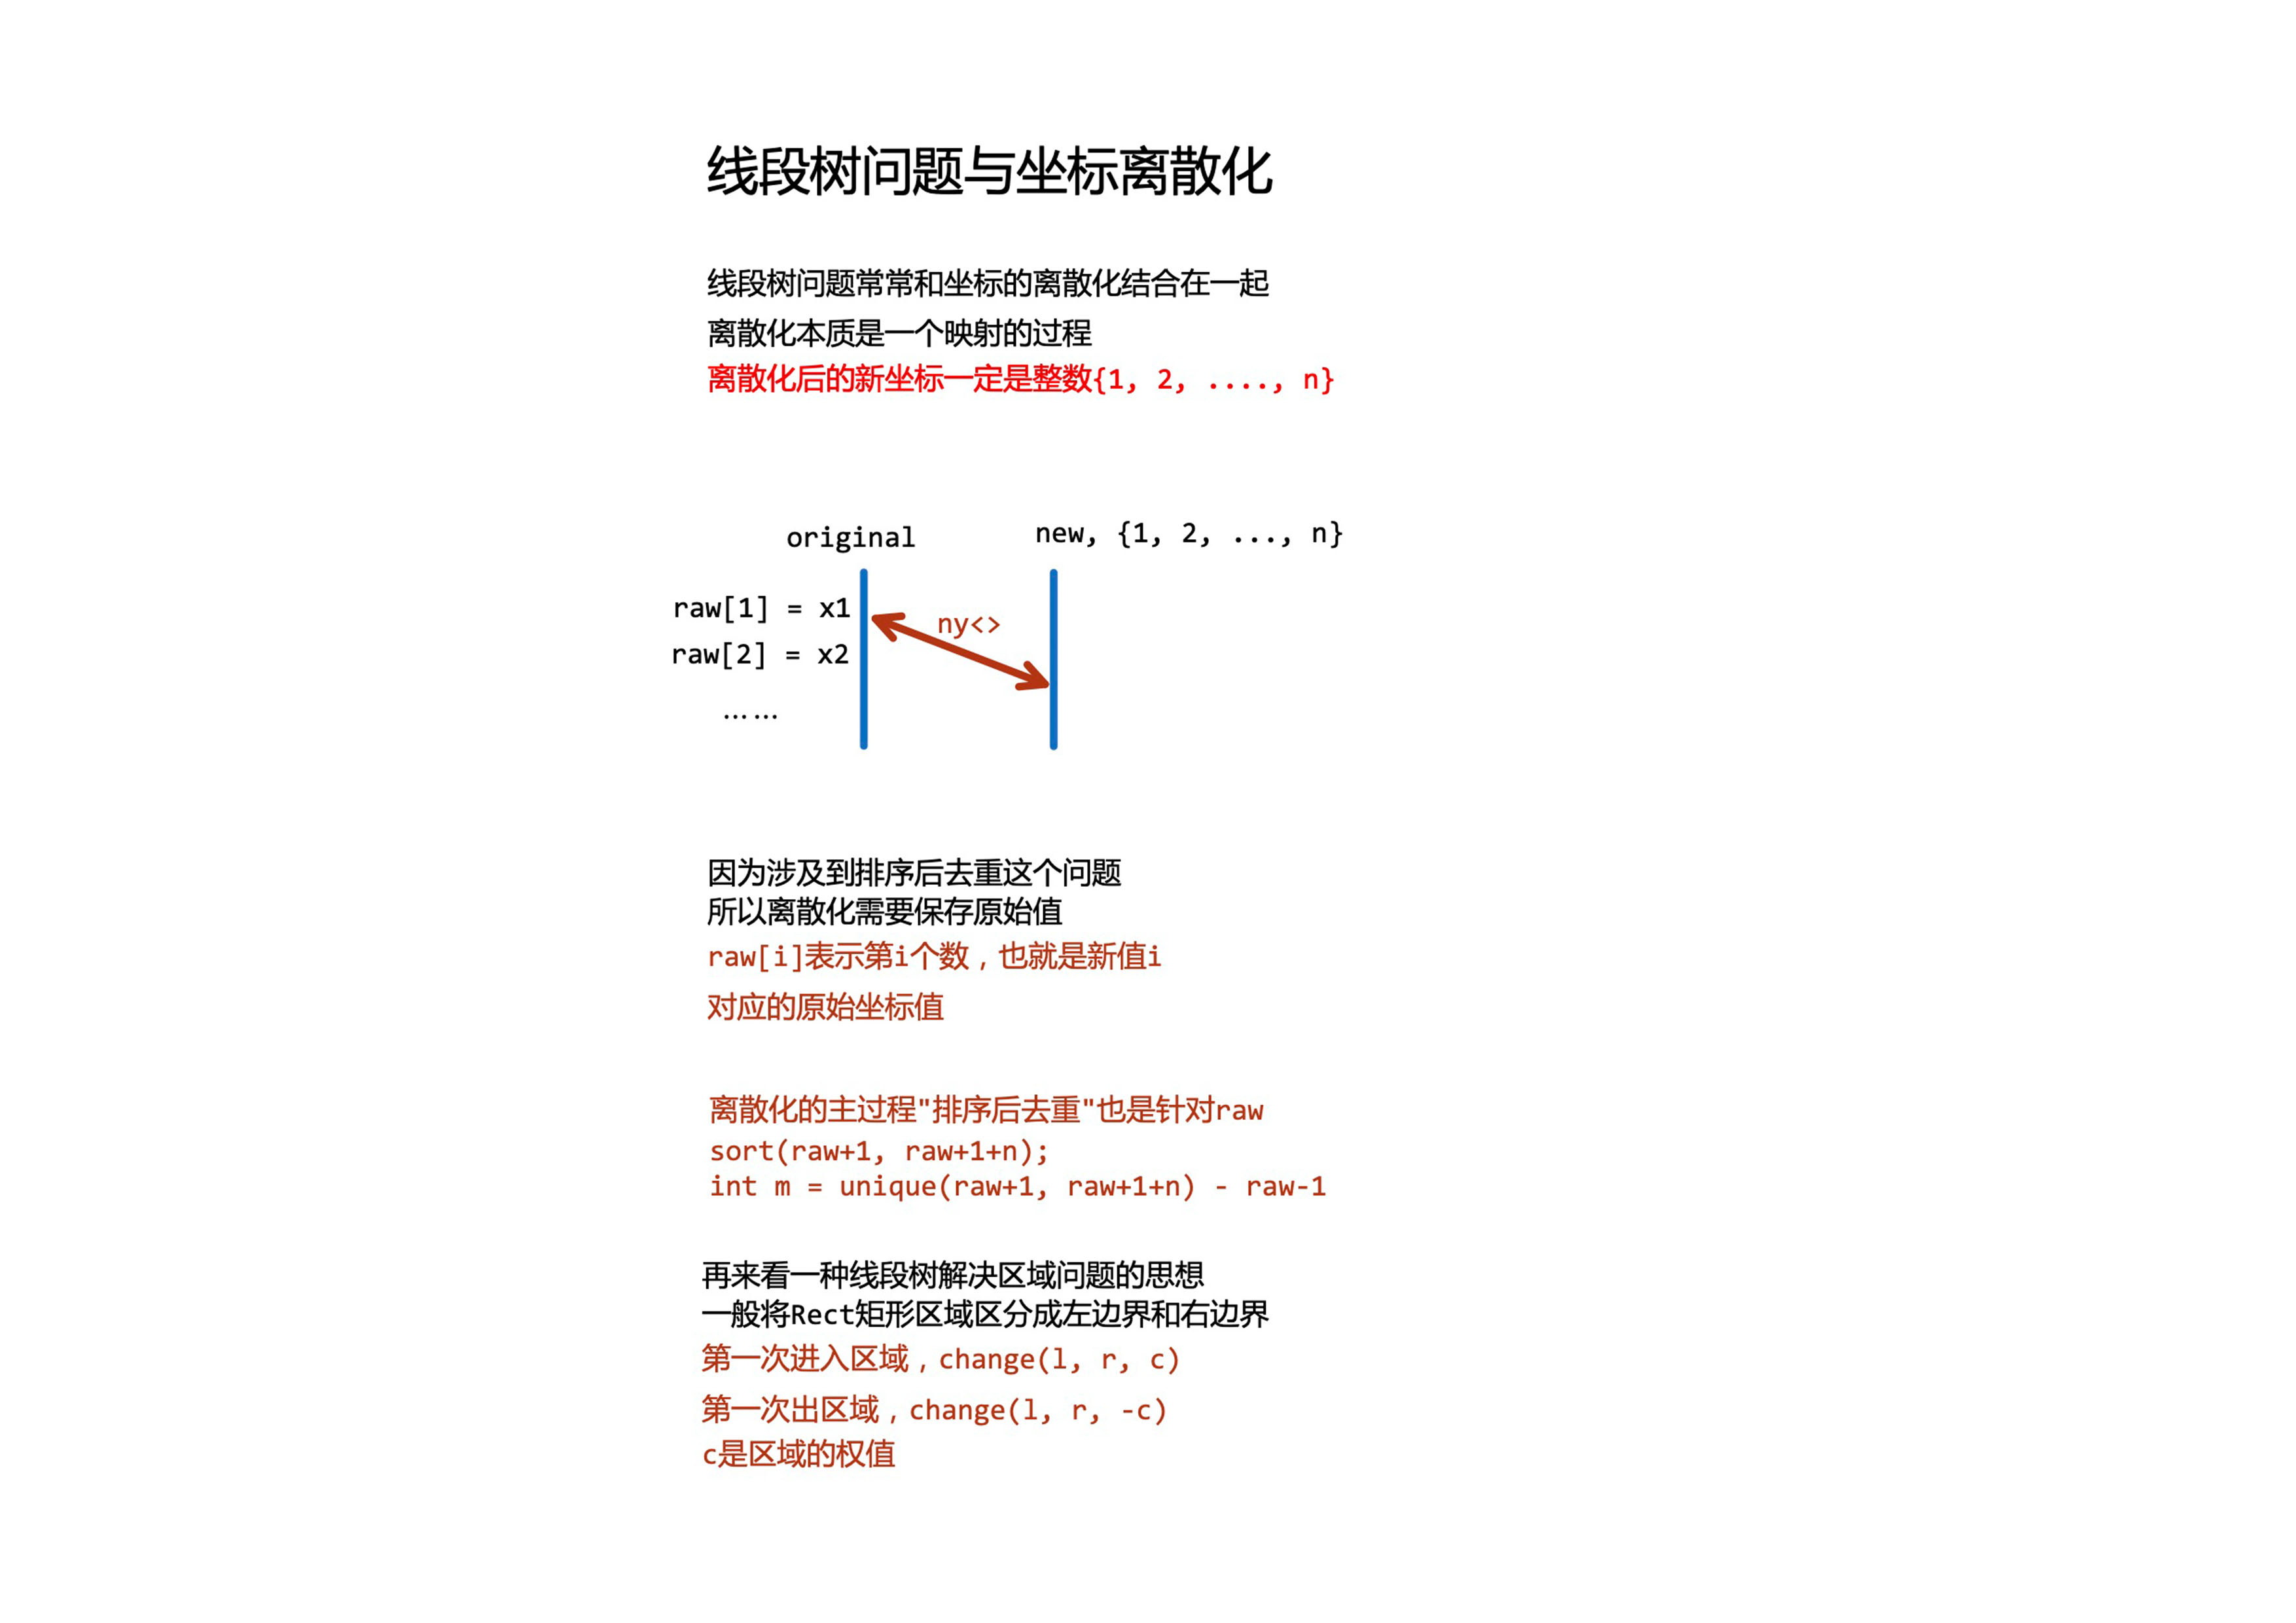 线段树问题与坐标离散化
线段树问题常常和坐标的离散化结合在一起
离散化本质是一个映射的过程
离散化后的新坐标一定是整数{1, 2, ...., n}
original
new, {1, 2, ..., n}
raw[1] = x1
ny<>
raw[2] = x2
……
因为涉及到排序后去重这个问题
所以离散化需要保存原始值
raw[i]表示第i个数，也就是新值i
对应的原始坐标值
离散化的主过程"排序后去重"也是针对raw
sort(raw+1, raw+1+n);
int m = unique(raw+1, raw+1+n) - raw-1
再来看一种线段树解决区域问题的思想
一般将Rect矩形区域区分成左边界和右边界
第一次进入区域，change(l, r, c)
第一次出区域，change(l, r, -c)
c是区域的权值